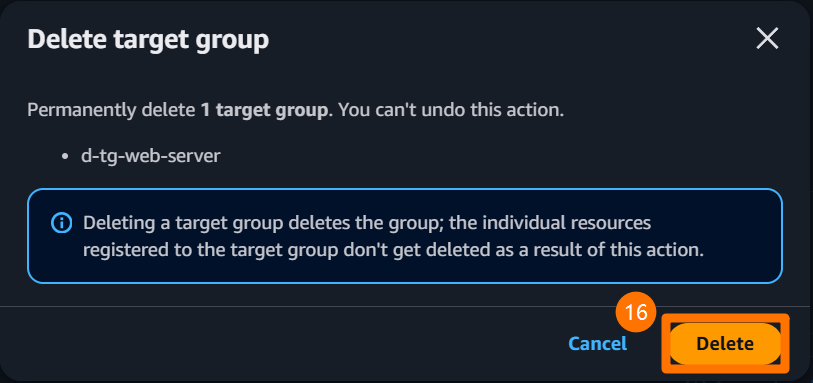 Delete target group
Permanently delete 1 target group. You can't undo this action.
• d-tg-web-server
Deleting a target group deletes the group; the individual resources
registered to the target group don't get deleted as a result of this action.
16
Cancel
Delete